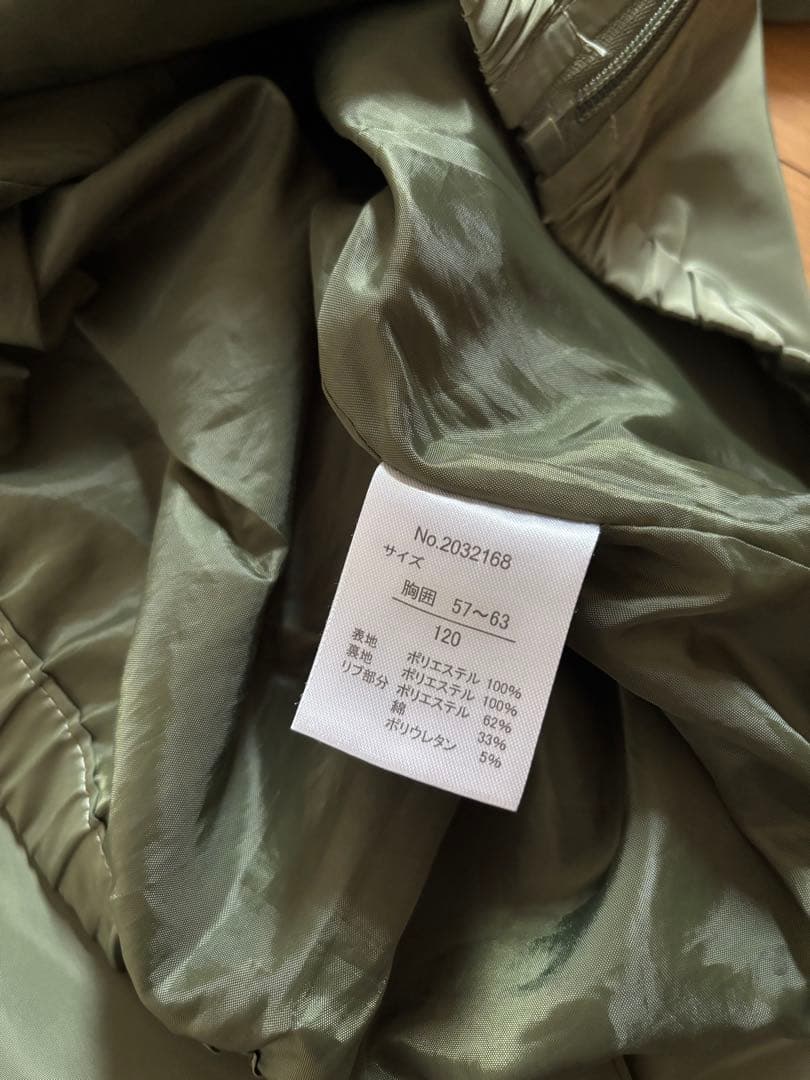 No.2032168
サイズ
胸囲 57〜63
120
表地 ポリエステル 100%
裏地 ポリエステル 100%
リブ部分 ポリエステル 62%
綿 33%
ポリウレタン 5%